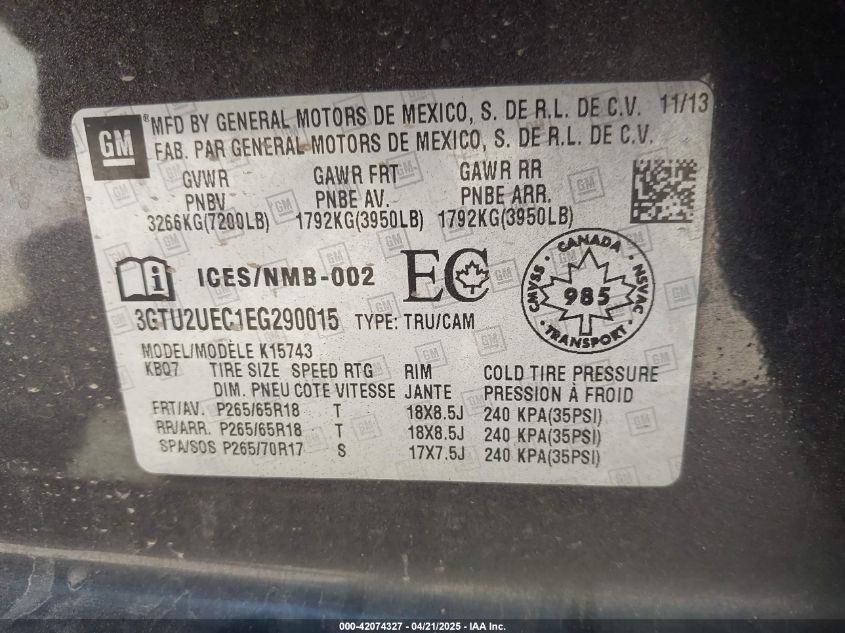 GM
® MFD BY GENERAL MOTORS DE MEXICO, S. DE R.L. DE C.V. 11/13
FAB. PAR GENERAL MOTORS DE MEXICO, S. DE R.L. DE C.V.
GVWR GAWR FRT GAWR RR
PNBV PNBE AV. PNBE ARR.
3266KG(7200LB) 1792KG(3950LB) 1792KG(3950LB)
i ICES/NMB-002 EC
CANADA
CMVSS 985 NSVAC
TRANSPORT
3GTU2UEC1EG290015 TYPE: TRU/CAM
MODEL/MODÈLE K15743
KBQ7 TIRE SIZE SPEED RTG RIM COLD TIRE PRESSURE
DIM. PNEU COTE VITESSE JANTE PRESSION À FROID
FRT/AV. P265/65R18 T 18X8.5J 240 KPA(35PSI)
RR/ARR. P265/65R18 T 18X8.5J 240 KPA(35PSI)
SPA/SOS P265/70R17 S 17X7.5J 240 KPA(35PSI)
000-42074327 - 04/21/2025 - IAA Inc.